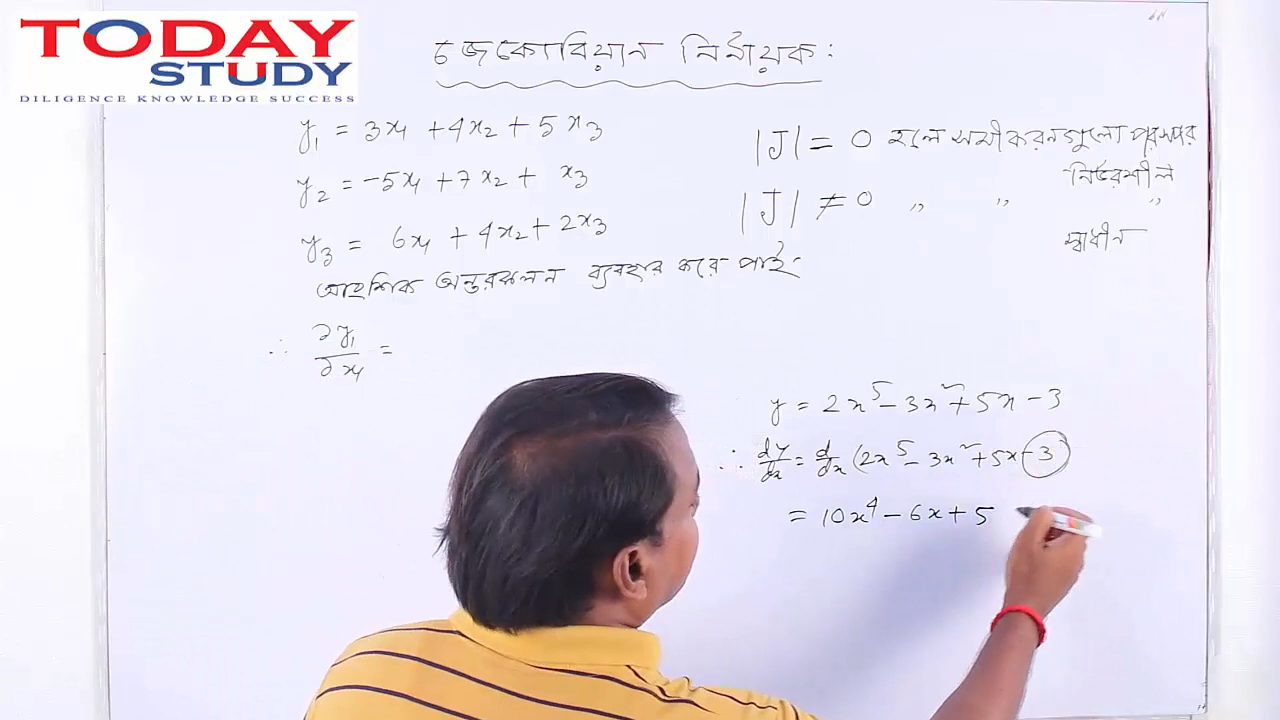 TODAY
STUDY
DILIGENCE KNOWLEDGE SUCCESS
জেকোবিয়ান নির্ণায়ক:
y₁ = 3x₁ + 4x₂ + 5x₃
y₂ = -5x₁ + 7x₂ + x₃
y₃ = 6x₁ + 4x₂ + 2x₃
আংশিক অন্তরকলন ব্যবহার করে পাই:
∴ ∂y₁/∂x₁ =
|J| = 0 হলে সমীকরনগুলো পরস্পর
নির্ভরশীল
|J| ≠ 0 " " "
স্বাধীন
y = 2x⁵ - 3x² + 5x - 3
∴ dy/dx = d/dx (2x⁵ - 3x² + 5x - 3)
= 10x⁴ - 6x + 5